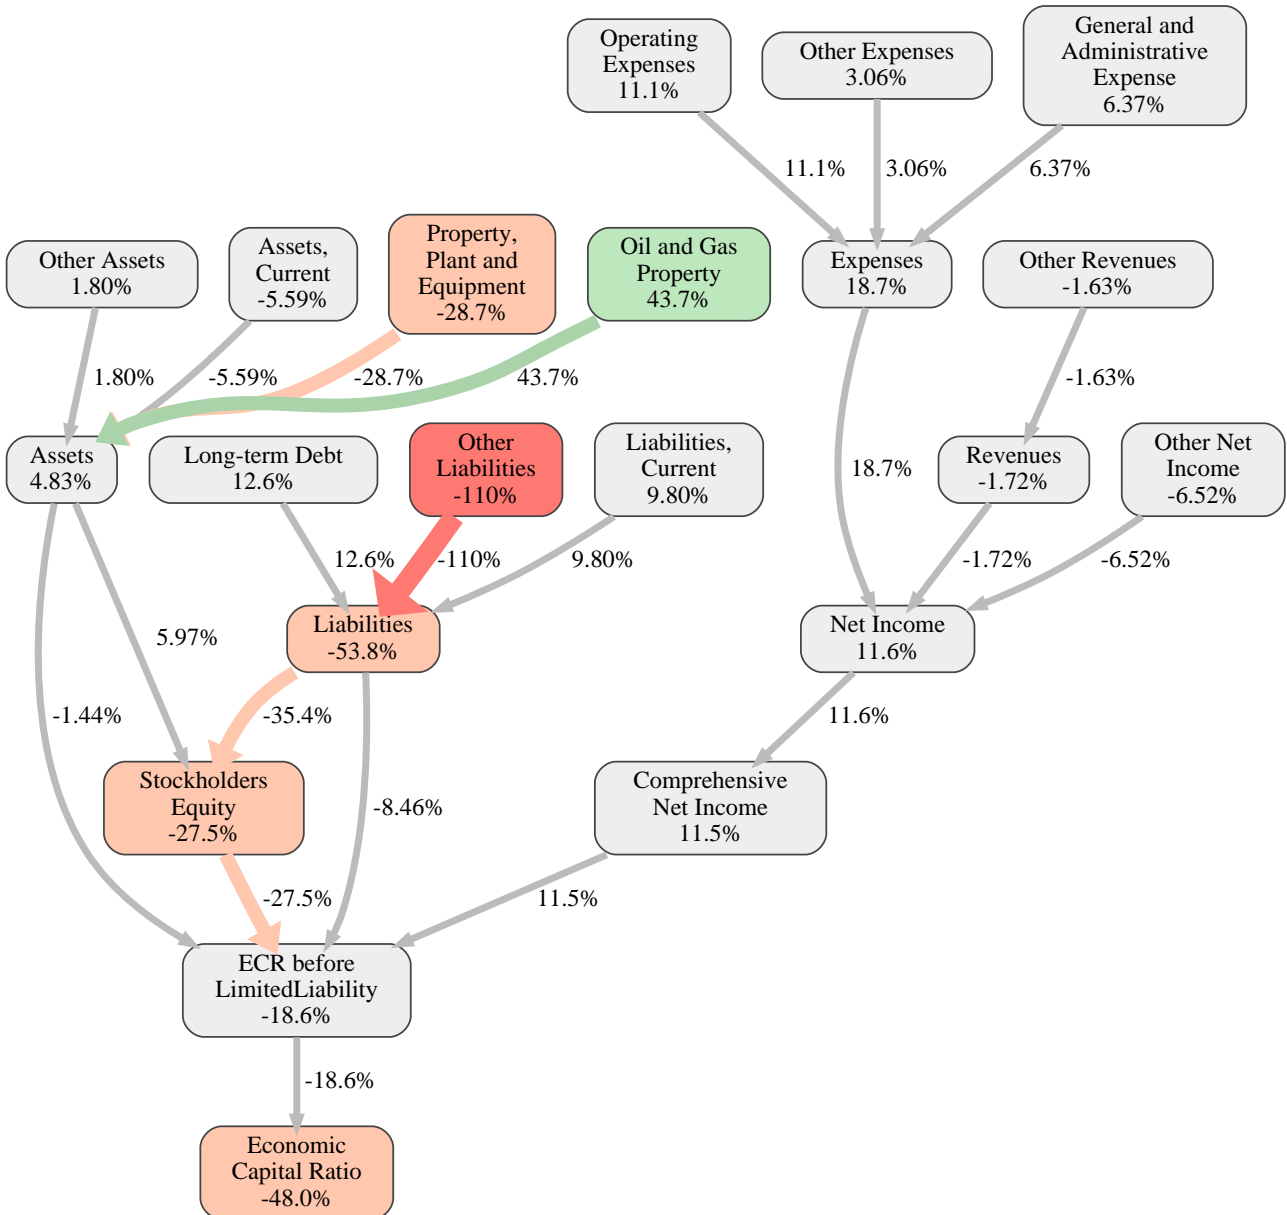 Operating
Expenses
11.1%
Other Expenses
3.06%
General and
Administrative
Expense
6.37%
11.1%
3.06%
6.37%
Other Assets
1.80%
Assets,
Current
-5.59%
Property,
Plant and
Equipment
-28.7%
Oil and Gas
Property
43.7%
Expenses
18.7%
Other Revenues
-1.63%
1.80%
-5.59%
-28.7%
43.7%
-1.63%
Assets
4.83%
Long-term Debt
12.6%
Other
Liabilities
-110%
Liabilities,
Current
9.80%
18.7%
Revenues
-1.72%
Other Net
Income
-6.52%
12.6%
-110%
9.80%
-1.72%
-6.52%
5.97%
Liabilities
-53.8%
Net Income
11.6%
-1.44%
-35.4%
11.6%
Stockholders
Equity
-27.5%
-8.46%
Comprehensive
Net Income
11.5%
-27.5%
11.5%
ECR before
LimitedLiability
-18.6%
-18.6%
Economic
Capital Ratio
-48.0%